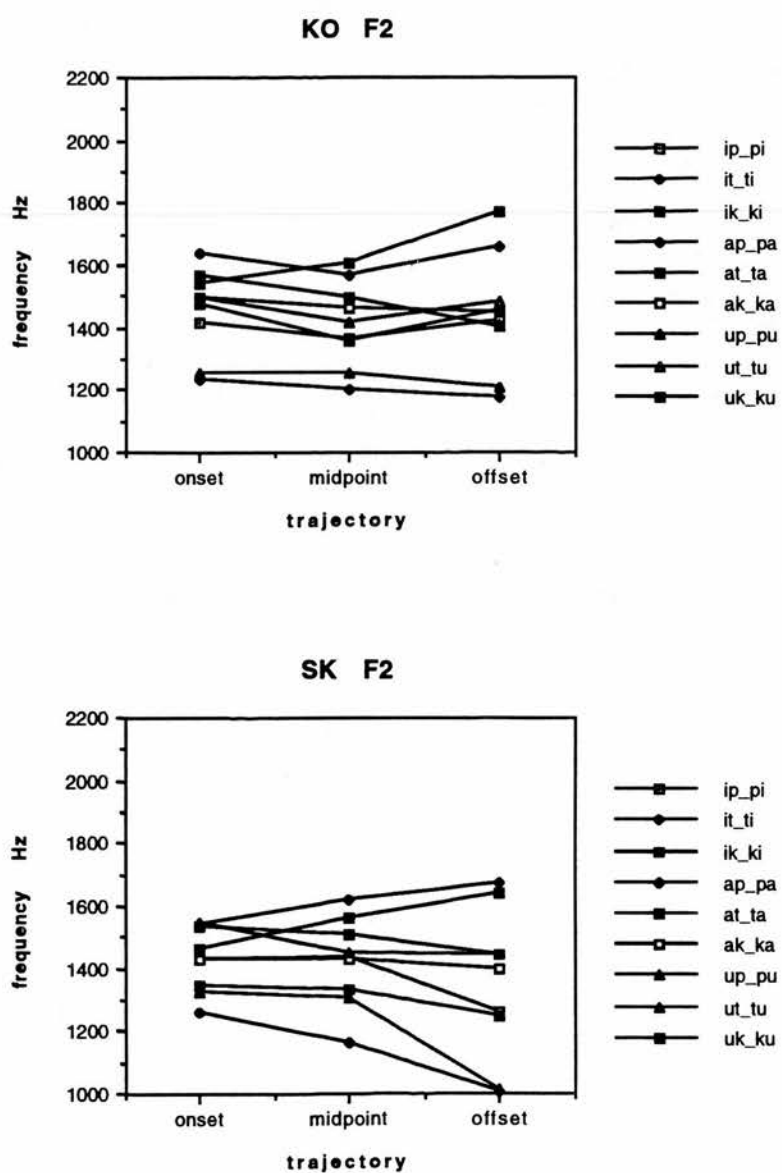 KO F2
2200
2000
1800
1600
1400
1200
1000
frequency Hz
onset midpoint offset
trajectory
ip_pi
it_ti
ik_ki
ap_pa
at_ta
ak_ka
up_pu
ut_tu
uk_ku
SK F2
2200
2000
1800
1600
1400
1200
1000
frequency Hz
onset midpoint offset
trajectory
ip_pi
it_ti
ik_ki
ap_pa
at_ta
ak_ka
up_pu
ut_tu
uk_ku